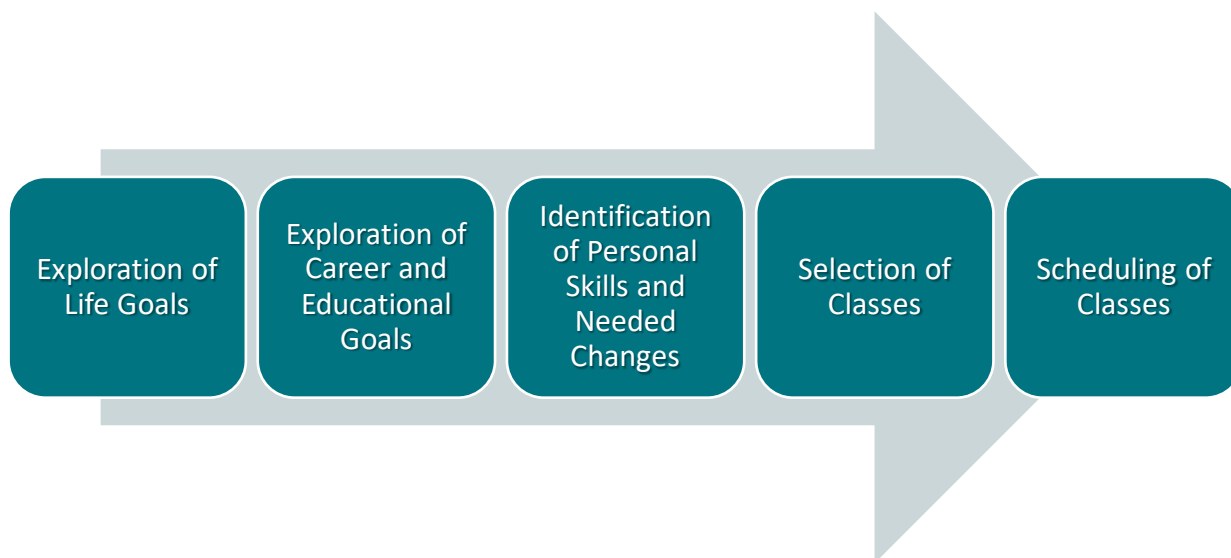 Exploration of
Life Goals
Exploration of
Career and
Educational
Goals
Identification
of Personal
Skills and
Needed
Changes
Selection of
Classes
Scheduling of
Classes